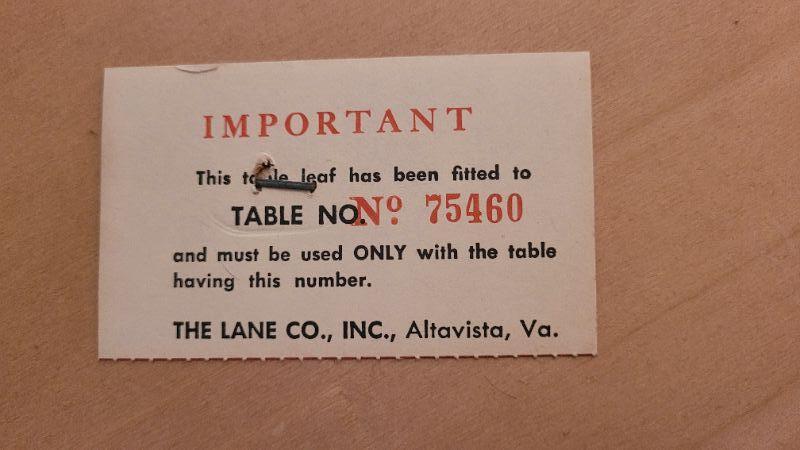 IMPORTANT
This table leaf has been fitted to
TABLE NO. Nº 75460
and must be used ONLY with the table
having this number.
THE LANE CO., INC., Altavista, Va.